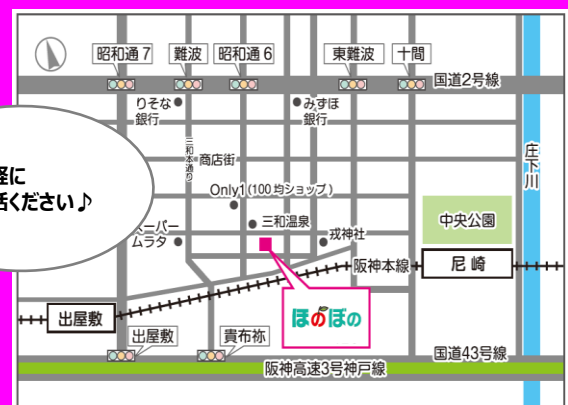 昭和通7
難波
昭和通6
東難波
十間
国道2号線
りそな
銀行
みずほ
銀行
三和本通り
商店街
庄下川
軽に
話ください♪
Only1(100均ショップ)
三和温泉
中央公園
スーパー
ムラタ
戎神社
阪神本線
尼崎
出屋敷
ほのぼの
出屋敷
貴布祢
国道43号線
阪神高速3号神戸線